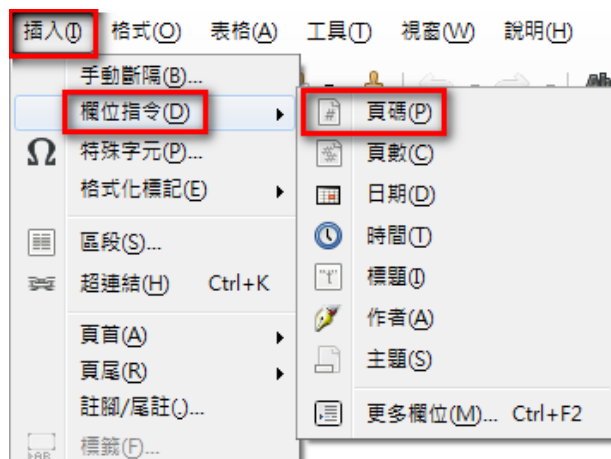 插入(I) 格式(O) 表格(A) 工具(T) 視窗(W) 說明(H)
手動斷隔(B)...
欄位指令(D)
特殊字元(P)...
格式化標記(E)
區段(S)...
超連結(H) Ctrl+K
頁首(A)
頁尾(R)
註腳/尾註(.)...
標籤(F)...
頁碼(P)
頁數(C)
日期(D)
時間(T)
標題(I)
作者(A)
主題(S)
更多欄位(M)... Ctrl+F2